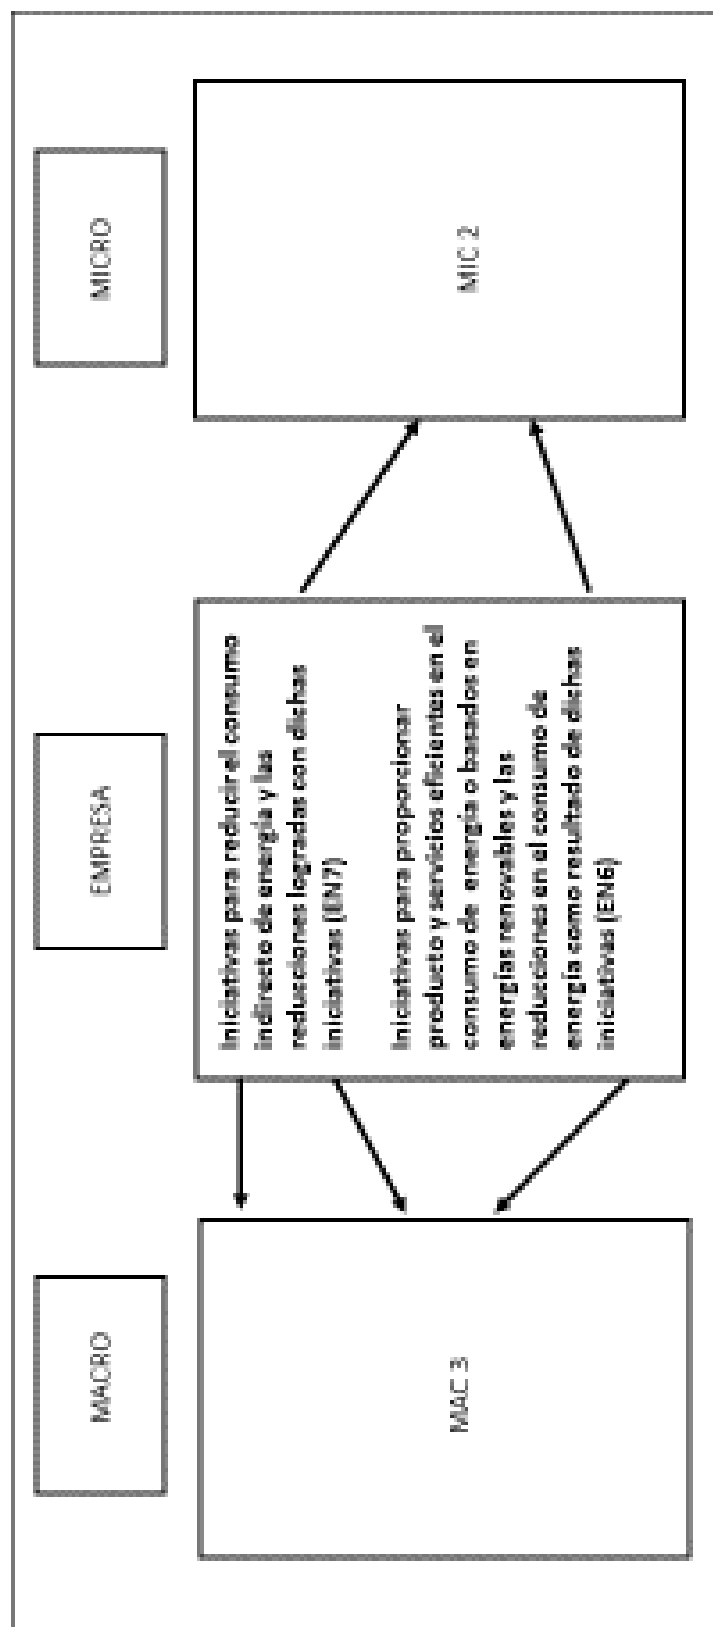 MACRO
EMPRESA
MICRO
MAC 3
Iniciativas para reducir el consumo
indirecto de energía y las
reducciones logradas con dichas
iniciativas (EN7)
Iniciativas para proporcionar
producto y servicios eficientes en el
consumo de energía o basados en
energías renovables y las
reducciones en el consumo de
energía como resultado de dichas
iniciativas (EN6)
MIC 2